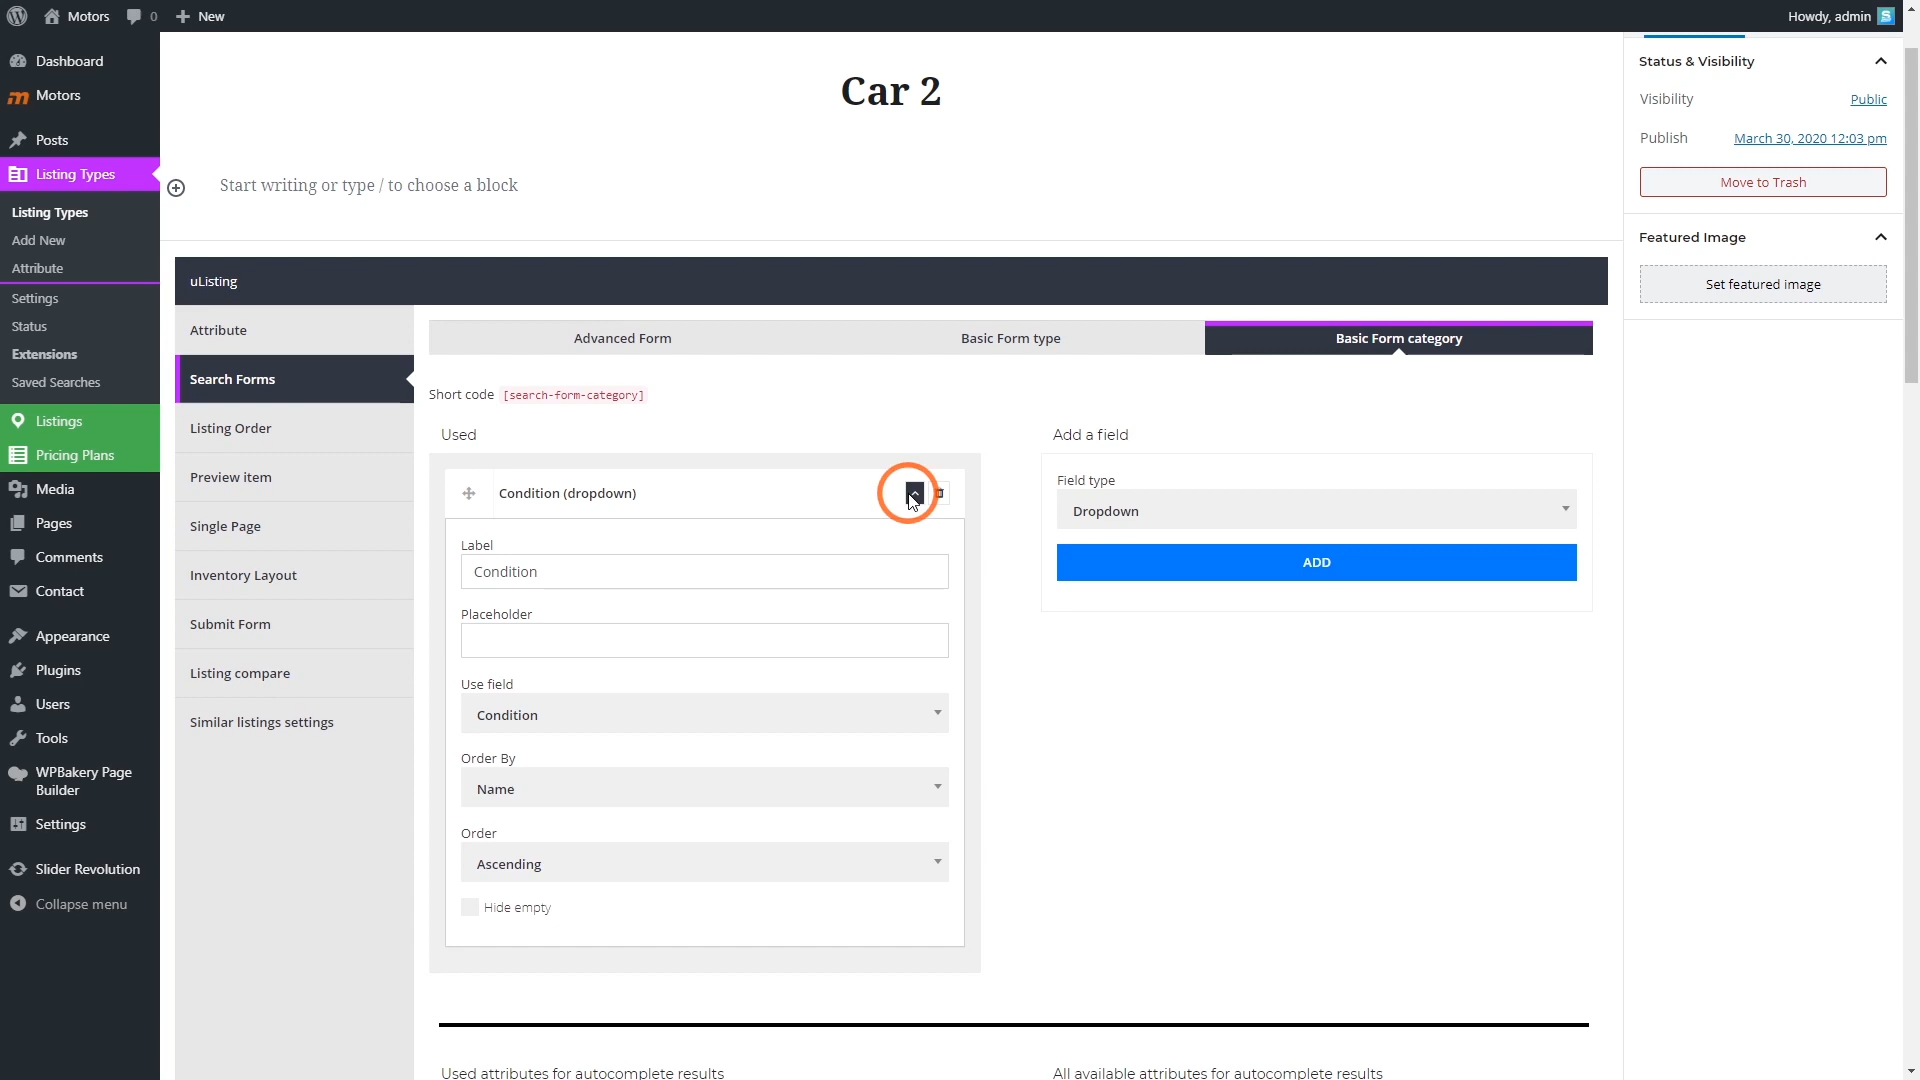 Motors
0
New
Howdy, admin
Dashboard
Motors
Posts
Listing Types
Listing Types
Add New
Attribute
Settings
Status
Extensions
Saved Searches
Listings
Pricing Plans
Media
Pages
Comments
Contact
Appearance
Plugins
Users
Tools
WPBakery Page
Builder
Settings
Slider Revolution
Collapse menu
Car 2
Start writing or type / to choose a block
uListing
Attribute
Search Forms
Listing Order
Preview item
Single Page
Inventory Layout
Submit Form
Listing compare
Similar listings settings
Advanced Form
Basic Form type
Basic Form category
Short code [search-form-category]
Used
Condition (dropdown)
Label
Condition
Placeholder
Use field
Condition
Order By
Name
Order
Ascending
Hide empty
Add a field
Field type
Dropdown
ADD
Used attributes for autocomplete results
All available attributes for autocomplete results
Status & Visibility
Visibility
Public
Publish
March 30, 2020 12:03 pm
Move to Trash
Featured Image
Set featured image